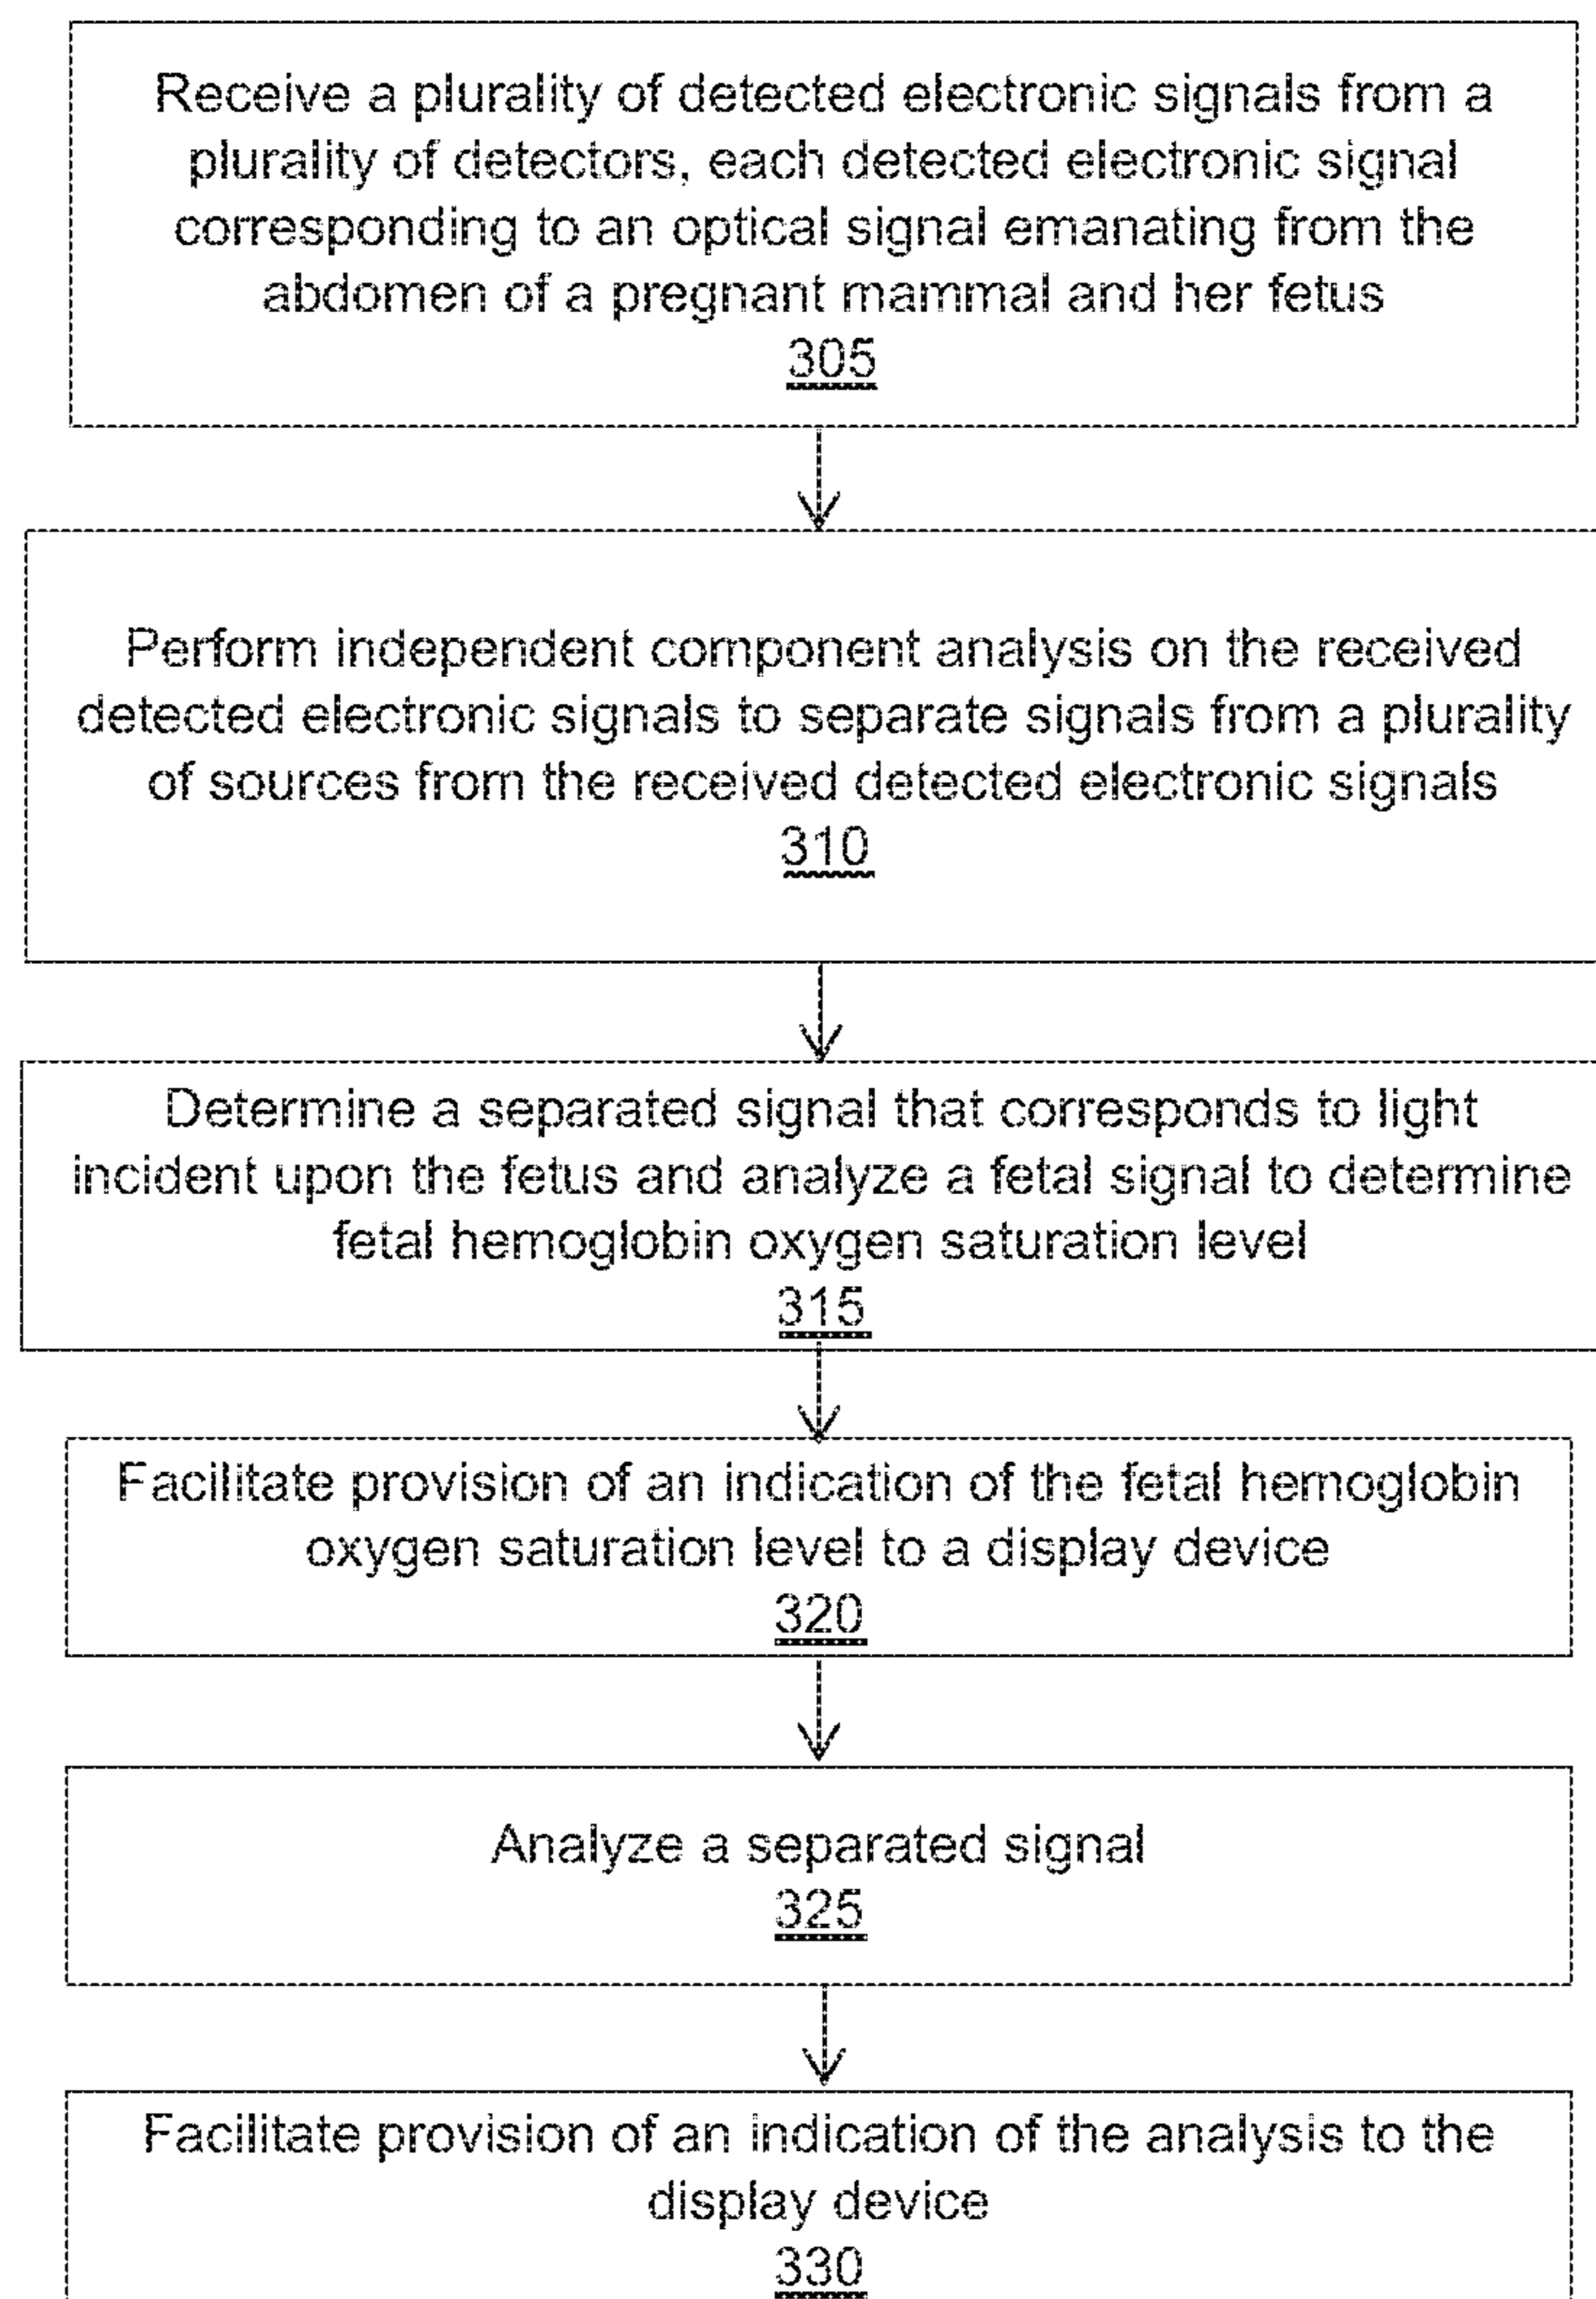 Receive a plurality of detected electronic signals from a
plurality of detectors, each detected electronic signal
corresponding to an optical signal emanating from the
abdomen of a pregnant mammal and her fetus
305
Perform independent component analysis on the received
detected electronic signals to separate signals from a plurality
of sources from the received detected electronic signals
310
Determine a separated signal that corresponds to light
incident upon the fetus and analyze a fetal signal to determine
fetal hemoglobin oxygen saturation level
315
Facilitate provision of an indication of the fetal hemoglobin
oxygen saturation level to a display device
320
Analyze a separated signal
325
Facilitate provision of an indication of the analysis to the
display device
330